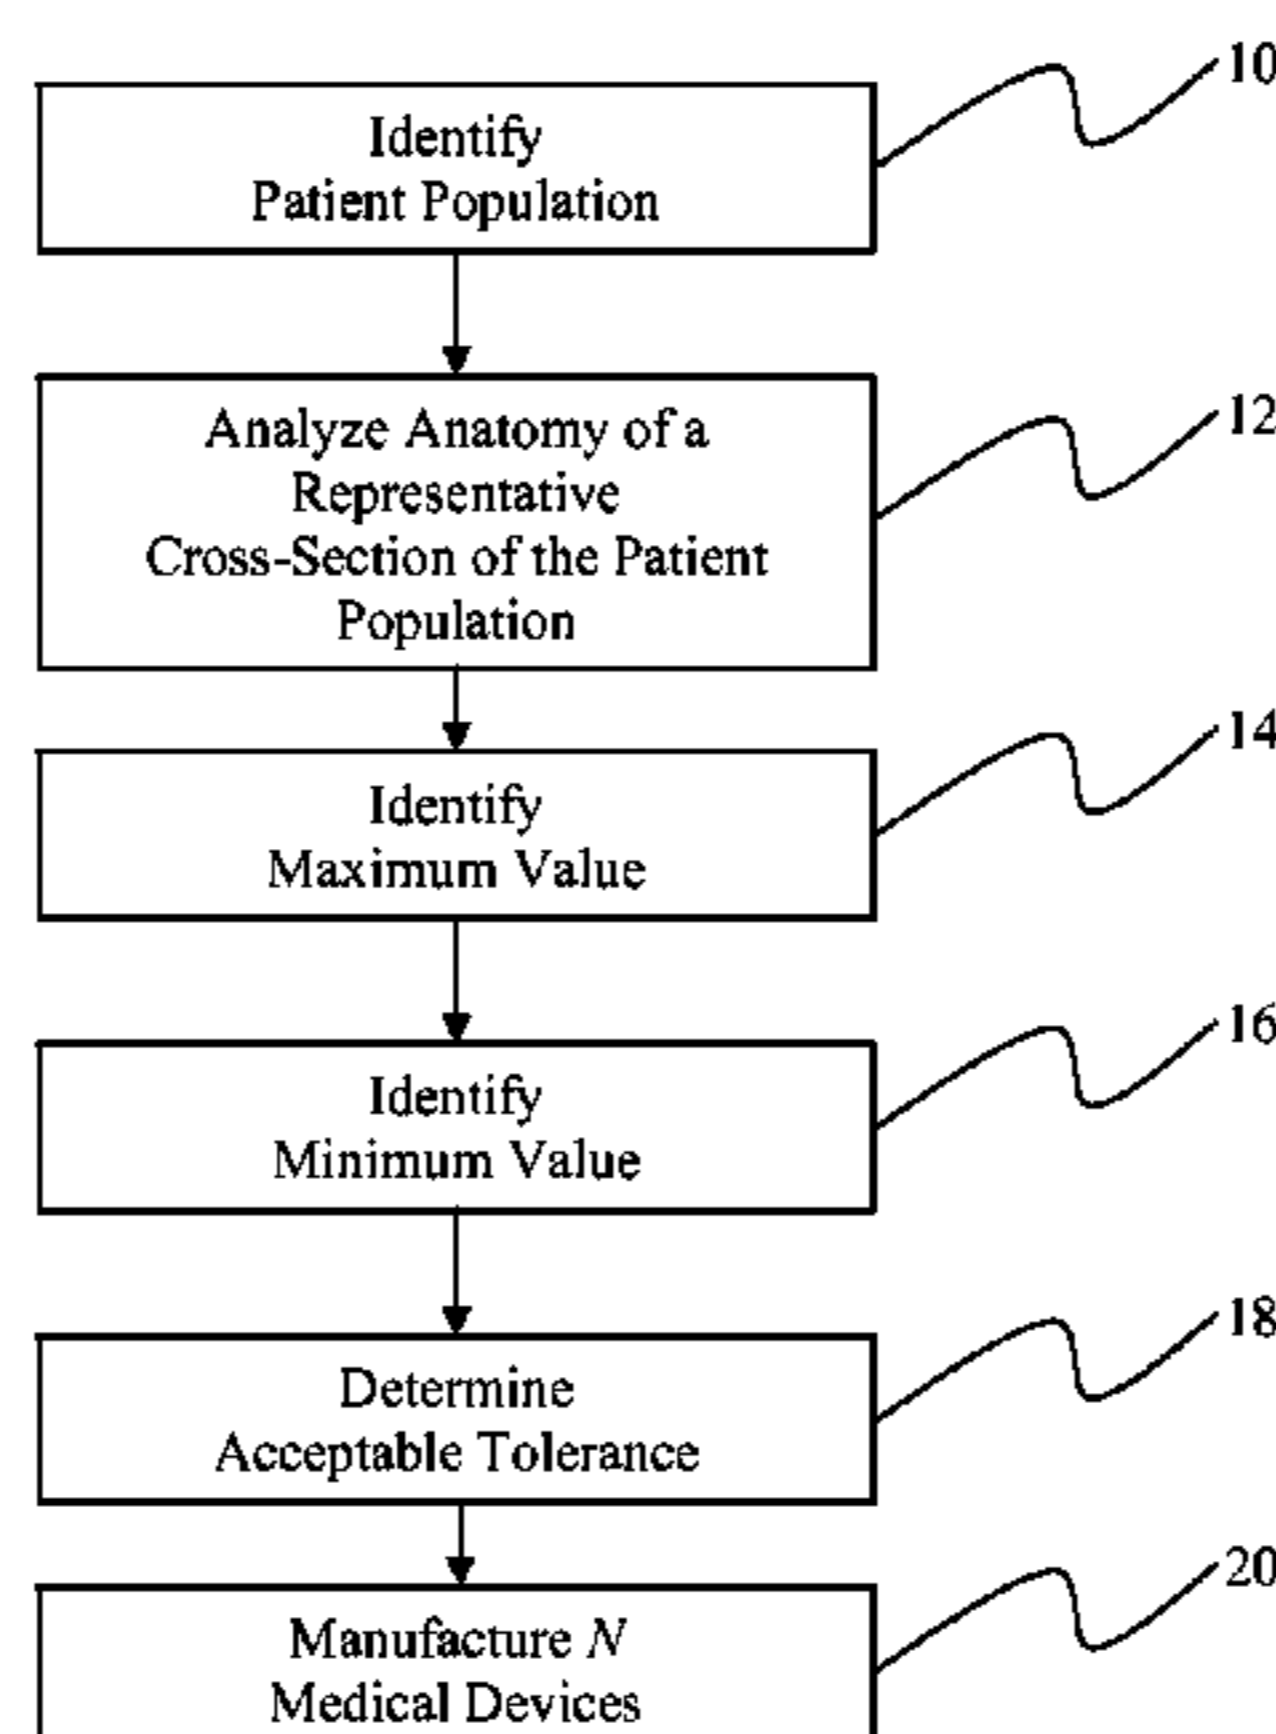 10
Identify
Patient Population
12
Analyze Anatomy of a
Representative
Cross-Section of the Patient
Population
14
Identify
Maximum Value
16
Identify
Minimum Value
18
Determine
Acceptable Tolerance
20
Manufacture N
Medical Devices